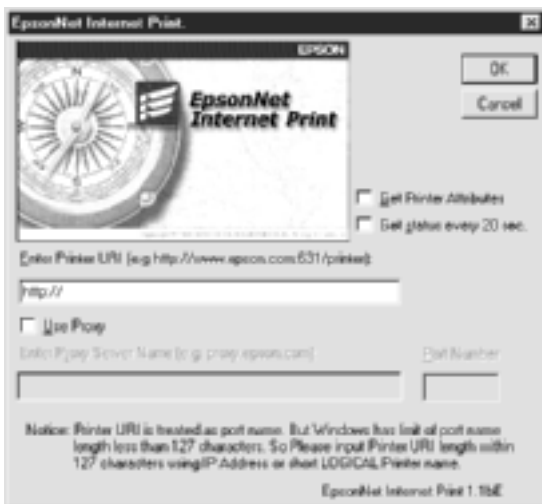 EpsonNet Internet Print.
EPSON
EpsonNet
Internet Print
OK
Cancel
Get Printer Attributes
Get status every 20 sec.
Enter Printer URI (e.g http://www.epson.com:631/printer):
http://
Use Proxy
Enter Proxy Server Name (e.g. proxy.epson.com)
Port Number
Notice: Printer URI is treated as port name. But Windows has limit of port name
length less than 127 characters. So Please input Printer URI length within
127 characters using IP Address or short LOGICAL Printer name.
EpsonNet Internet Print